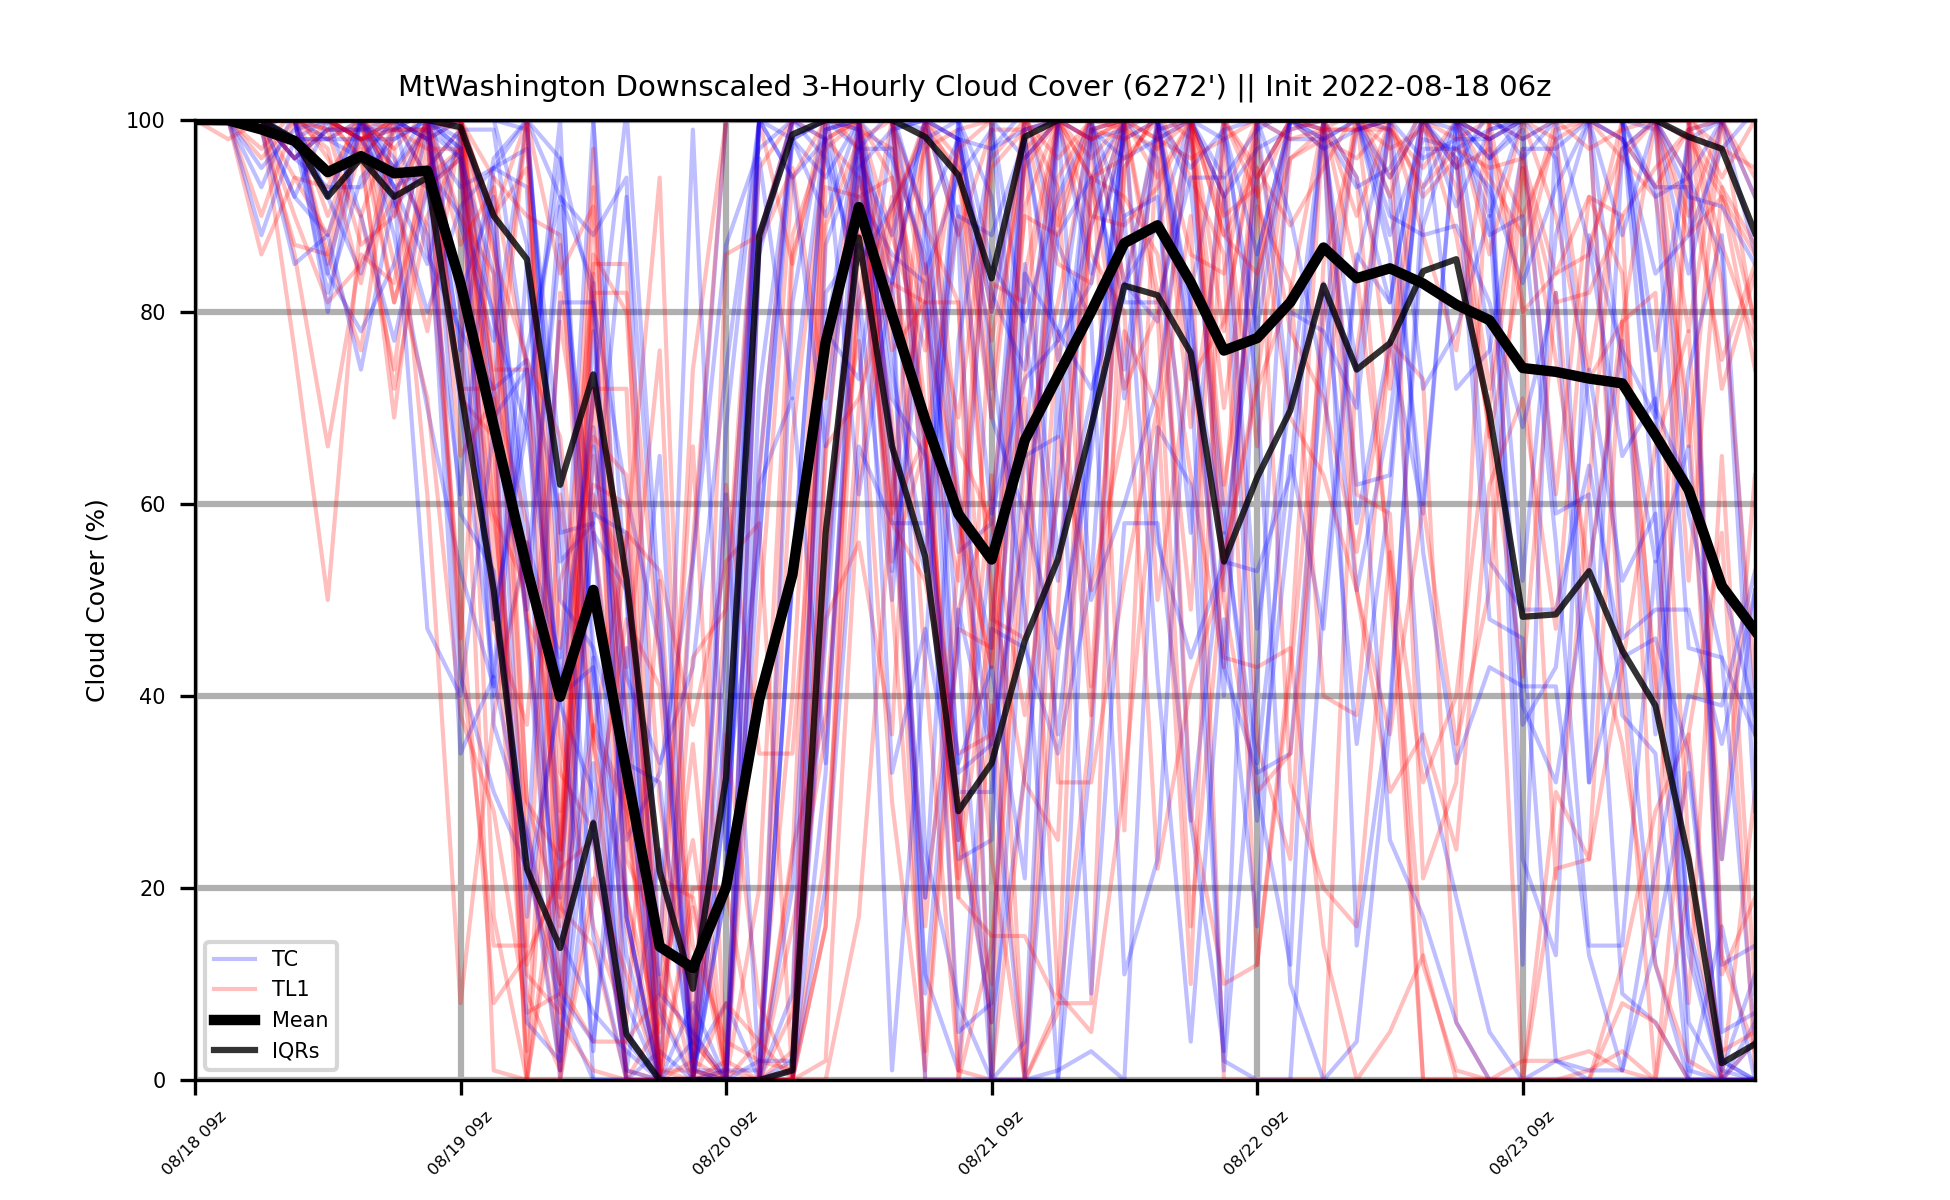 MtWashington Downscaled 3-Hourly Cloud Cover (6272') || Init 2022-08-18 06z
Cloud Cover (%)
100
80
60
40
20
0
TC
TL1
Mean
IQRs
08/18 09z
08/19 09z
08/20 09z
08/21 09z
08/22 09z
08/23 09z